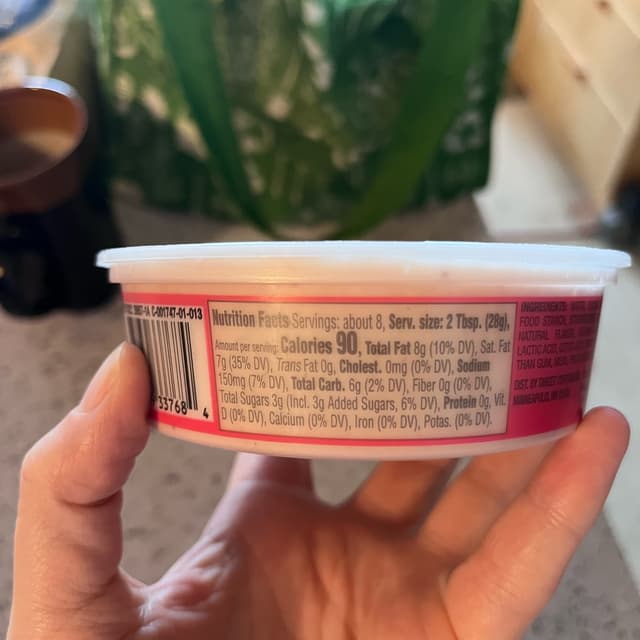 C-001747-01-013
33768 4
Nutrition Facts Servings: about 8, Serv. size: 2 Tbsp. (28g),
Amount per serving: Calories 90, Total Fat 8g (10% DV), Sat. Fat
7g (35% DV), Trans Fat 0g, Cholest. 0mg (0% DV), Sodium
150mg (7% DV), Total Carb. 6g (2% DV), Fiber 0g (0% DV),
Total Sugars 3g (Incl. 3g Added Sugars, 6% DV), Protein 0g, Vit.
D (0% DV), Calcium (0% DV), Iron (0% DV), Potas. (0% DV).
INGREDIENTS: WATER,
FOOD STARCH,
NATURAL
LACTIC ACID,
THAN GUM,
DIST. BY TARGET
MINNEAPOLIS, MN